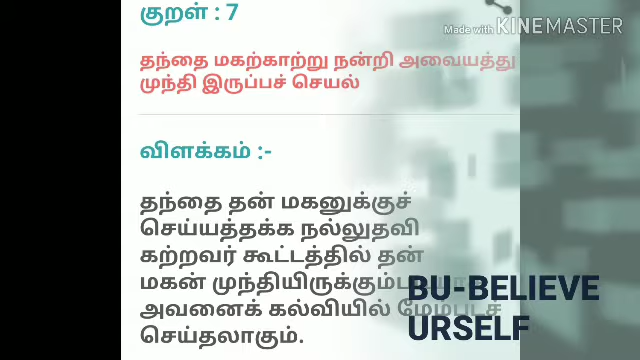 குறள் : 7
Made with KINEMASTER
தந்தை மகற்காற்று நன்றி அவையத்து
முந்தி இருப்பச் செயல்
விளக்கம் :-
தந்தை தன் மகனுக்குச்
செய்யத்தக்க நல்லுதவி
கற்றவர் கூட்டத்தில் தன்
மகன்
BU-BELIEVE
அவனைக் கல்வியில்
URSELF
செய்தலாகும்.